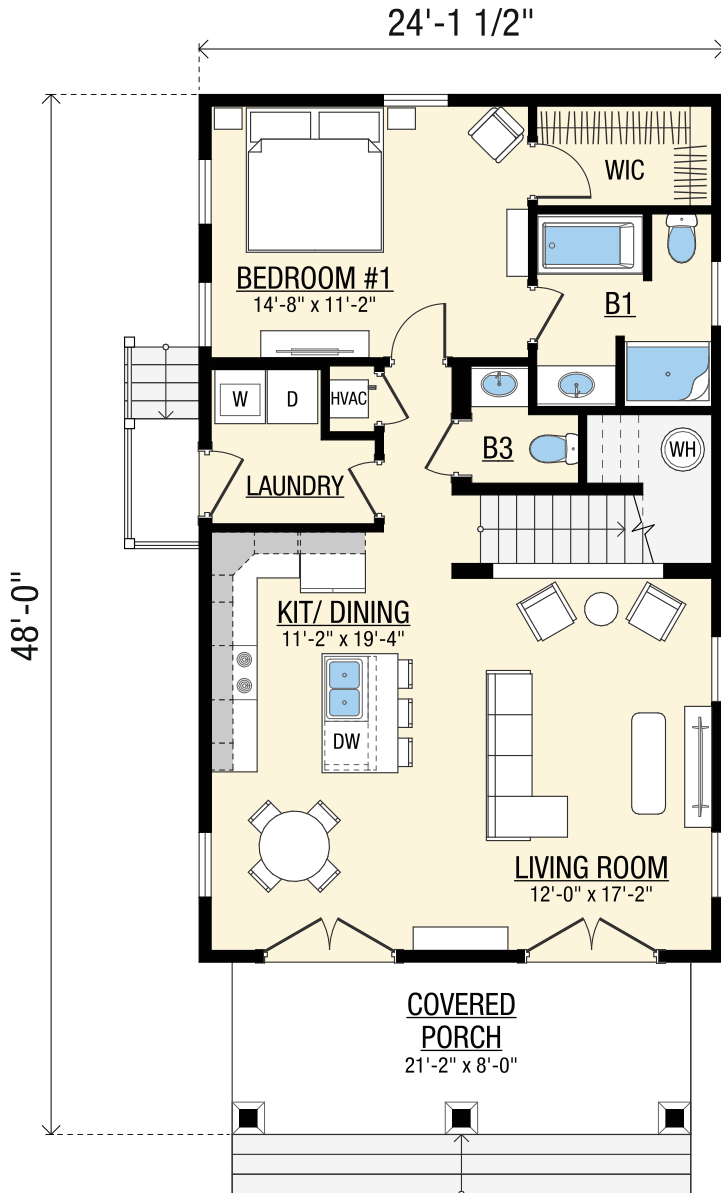 24'-1 1/2"
WIC
BEDROOM #1
14'-8" x 11'-2"
B1
W
D
HVAC
B3
WH
LAUNDRY
48'-0"
KIT/ DINING
11'-2" x 19'-4"
DW
LIVING ROOM
12'-0" x 17'-2"
COVERED
PORCH
21'-2" x 8'-0"